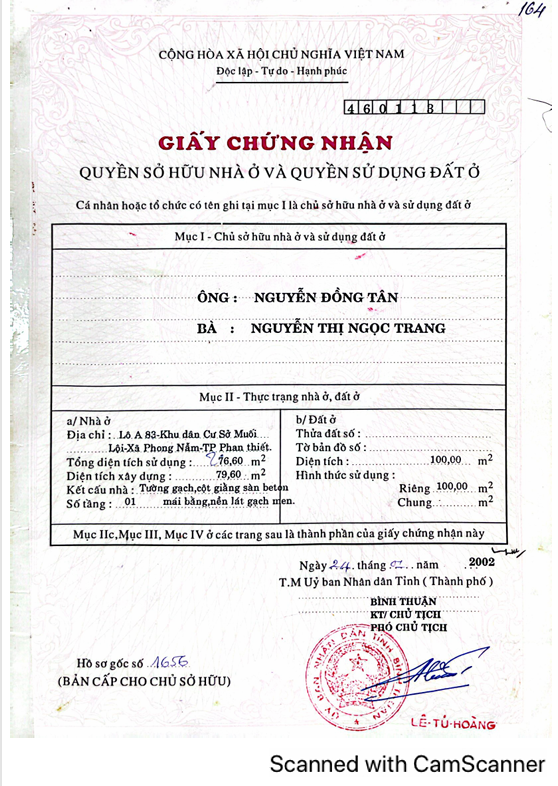 164
CỘNG HÒA XÃ HỘI CHỦ NGHĨA VIỆT NAM
Độc lập - Tự do - Hạnh phúc
460113
GIẤY CHỨNG NHẬN
QUYỀN SỞ HỮU NHÀ Ở VÀ QUYỀN SỬ DỤNG ĐẤT Ở
Cá nhân hoặc tổ chức có tên ghi tại mục I là chủ sở hữu nhà ở và sử dụng đất ở
Mục I - Chủ sở hữu nhà ở và sử dụng đất ở
ÔNG : NGUYỄN ĐỒNG TÂN
BÀ : NGUYỄN THỊ NGỌC TRANG
Mục II - Thực trạng nhà ở, đất ở
a/ Nhà ở
Địa chỉ : Lô A 83-Khu dân Cư Sở Muối
Lội-Xã Phong Nẫm-TP Phan thiết.
Tổng diện tích sử dụng : 76,60 m2
Diện tích xây dựng : 79,60 m2
Kết cấu nhà : Tường gạch,cột giằng sàn beton
Số tầng : 01 mái bằng,nền lát gạch men.
b/ Đất ở
Thửa đất số :
Tờ bản đồ số :
Diện tích : 100,00 m2
Hình thức sử dụng :
Riêng 100,00 m2
Chung m2
Mục IIc,Mục III, Mục IV ở các trang sau là thành phần của giấy chứng nhận này
Ngày 24 tháng 01 năm 2002
T.M Uỷ ban Nhân dân Tỉnh ( Thành phố )
BÌNH THUẬN
KT/ CHỦ TỊCH
PHÓ CHỦ TỊCH
ỦY BAN NHÂN DÂN TỈNH BÌNH THUẬN
Hồ sơ gốc số 1656
(BẢN CẤP CHO CHỦ SỞ HỮU)
LÊ-TÚ-HOÀNG
Scanned with CamScanner